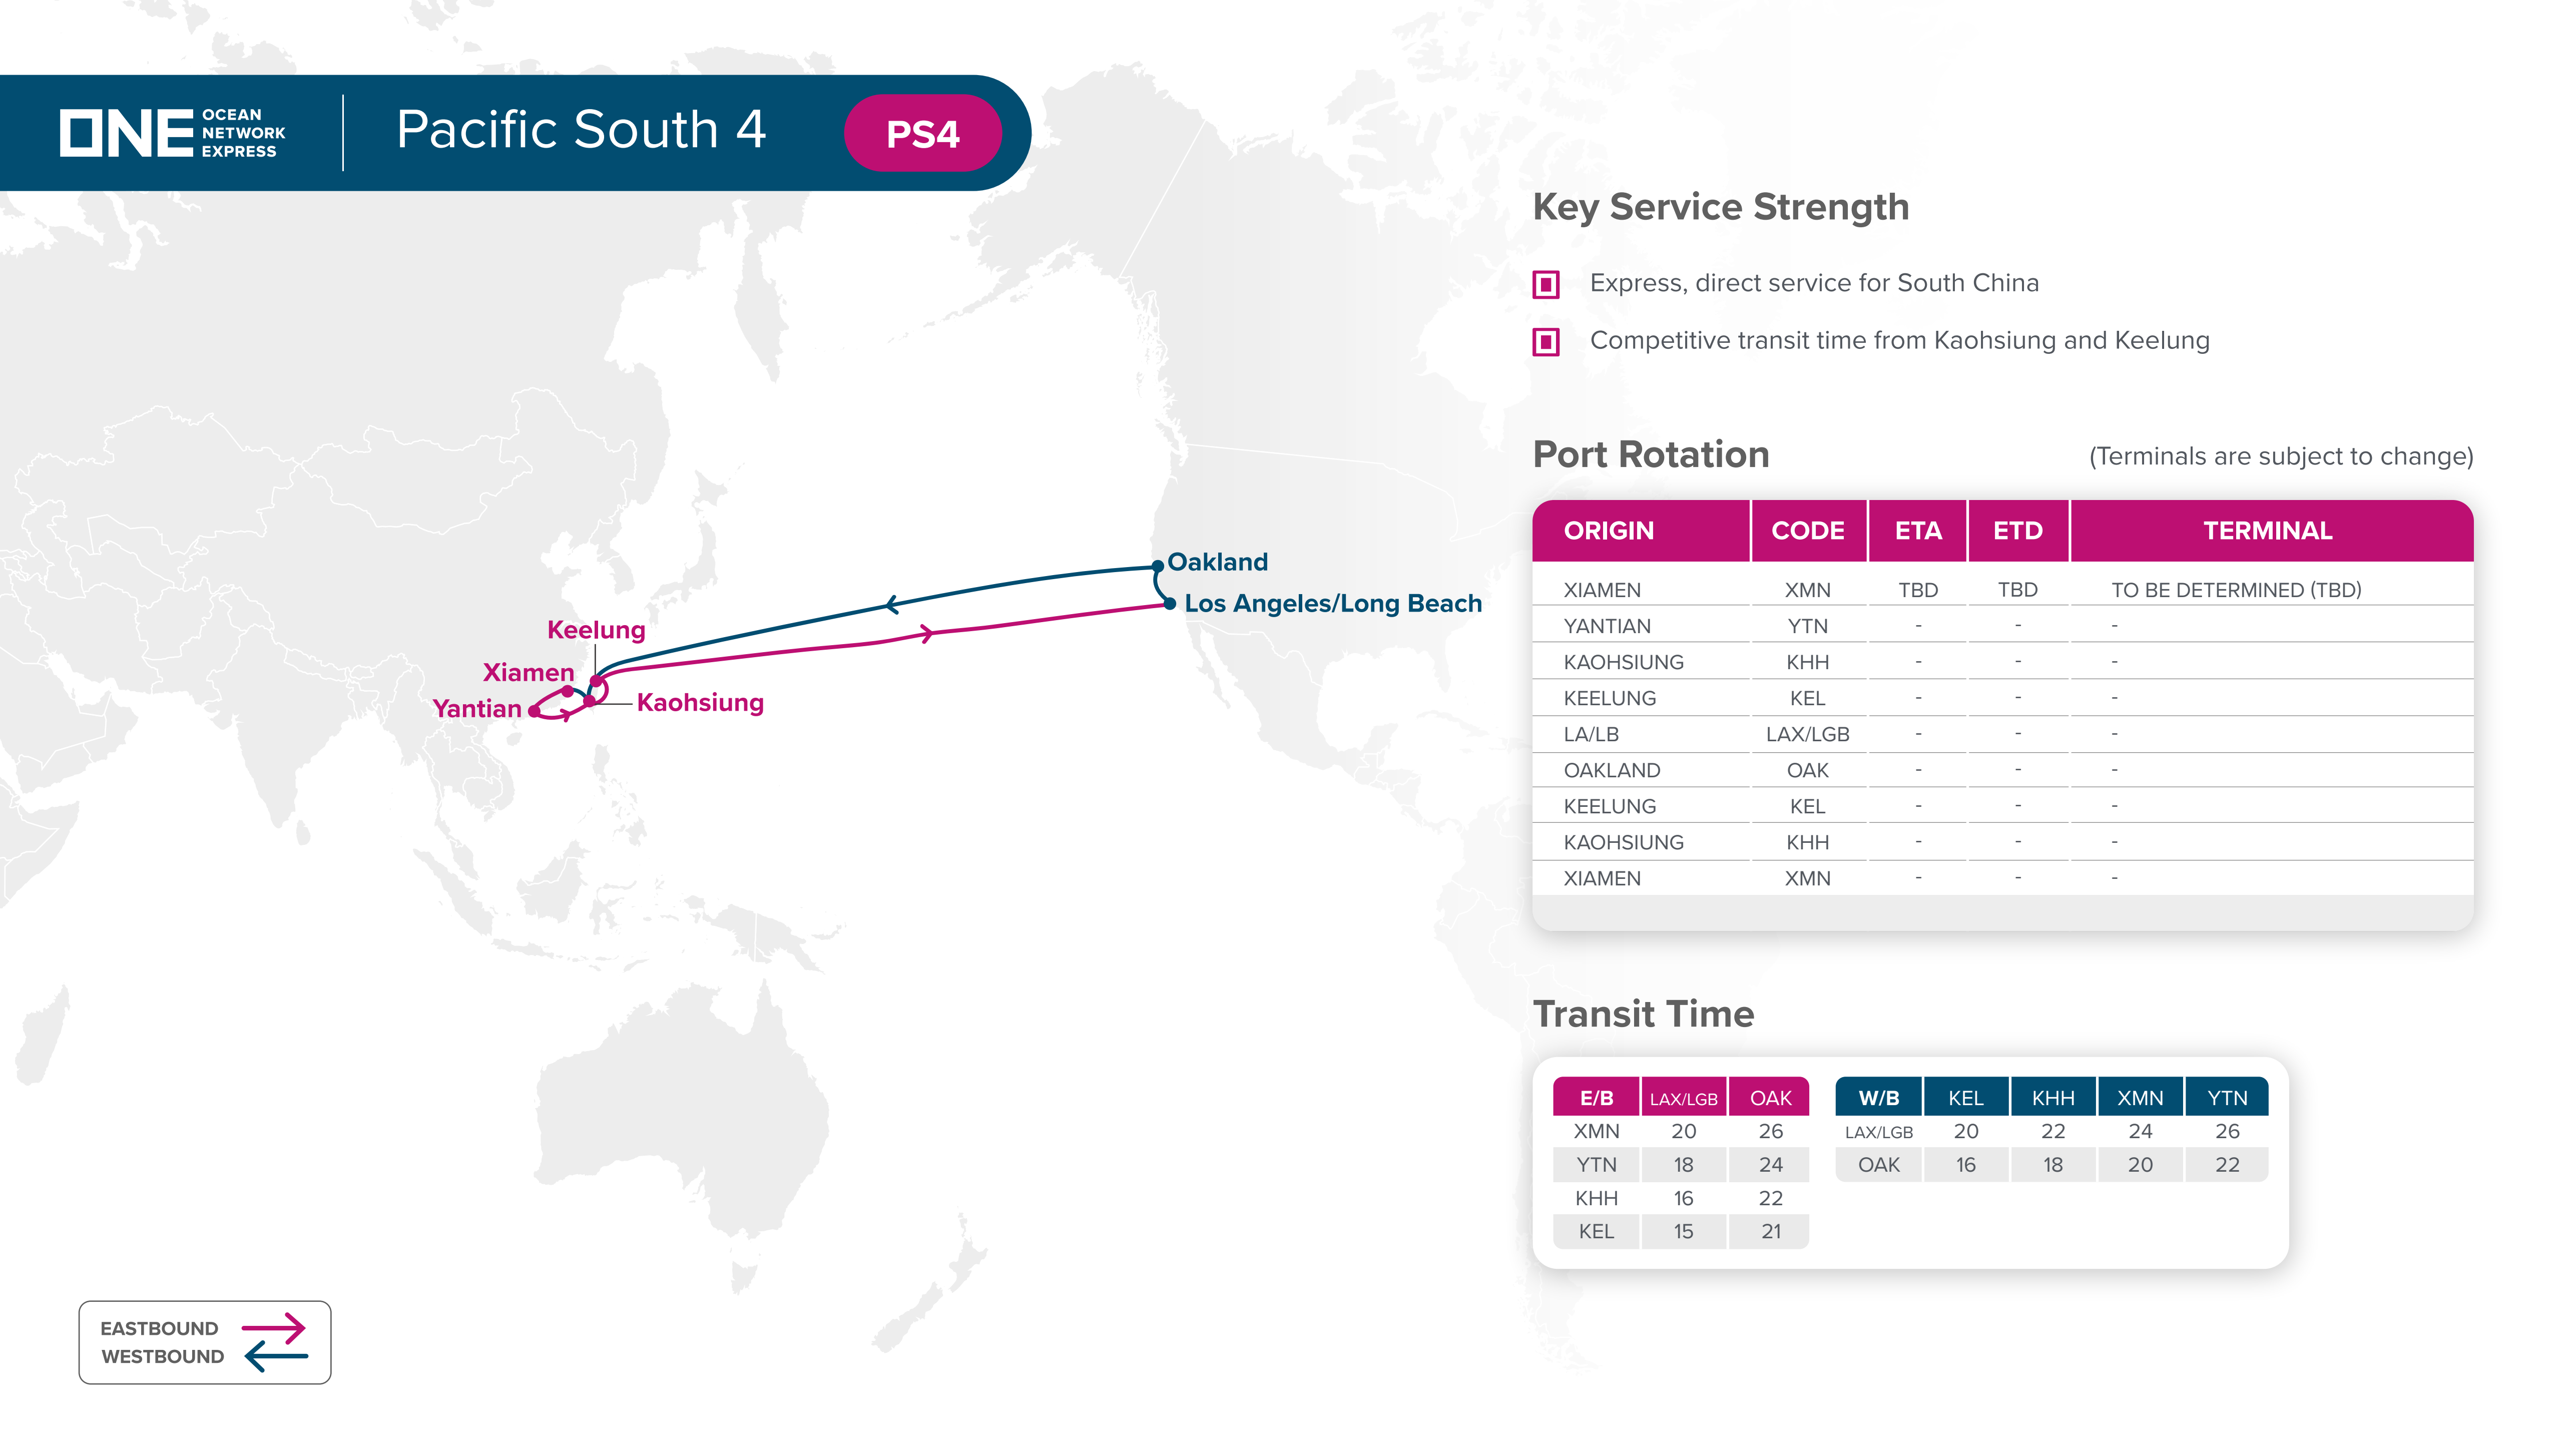 ONE OCEAN NETWORK EXPRESS
Pacific South 4
PS4
Key Service Strength
Express, direct service for South China
Competitive transit time from Kaohsiung and Keelung
Port Rotation
(Terminals are subject to change)
ORIGIN CODE ETA ETD TERMINAL
XIAMEN XMN TBD TBD TO BE DETERMINED (TBD)
YANTIAN YTN - - -
KAOHSIUNG KHH - - -
KEELUNG KEL - - -
LA/LB LAX/LGB - - -
OAKLAND OAK - - -
KEELUNG KEL - - -
KAOHSIUNG KHH - - -
XIAMEN XMN - - -
Transit Time
E/B LAX/LGB OAK
XMN 20 26
YTN 18 24
KHH 16 22
KEL 15 21
W/B KEL KHH XMN YTN
LAX/LGB 20 22 24 26
OAK 16 18 20 22
Oakland
Los Angeles/Long Beach
Keelung
Xiamen
Yantian
Kaohsiung
EASTBOUND
WESTBOUND